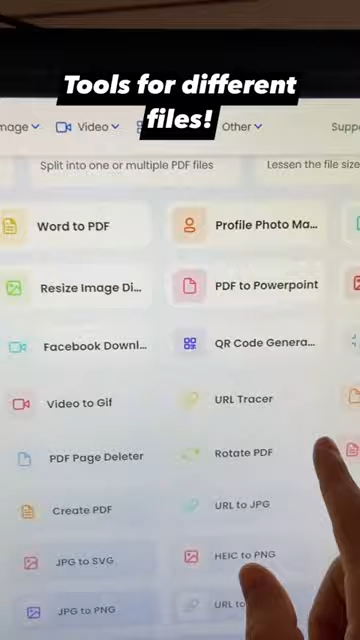 Tools for different
files!
mage Video Other Suppo
Split into one or multiple PDF files Lessen the file size
Word to PDF Profile Photo Ma...
Resize Image Di... PDF to Powerpoint
Facebook Downl... QR Code Genera...
Video to Gif URL Tracer
PDF Page Deleter Rotate PDF
Create PDF URL to JPG
JPG to SVG HEIC to PNG
JPG to PNG URL to